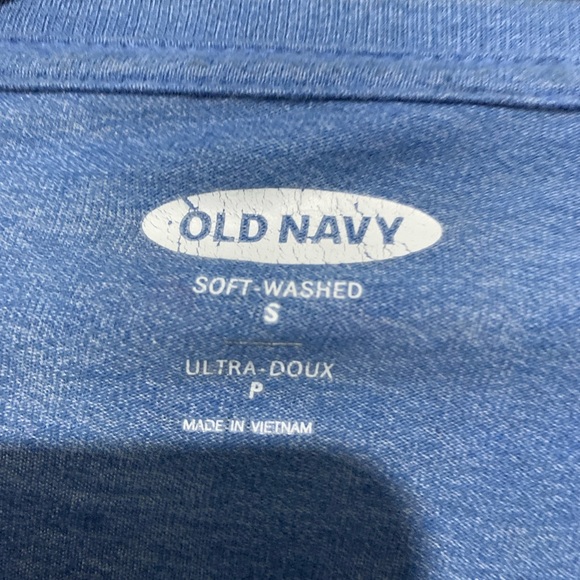 OLD NAVY
SOFT-WASHED
S
ULTRA-DOUX
P
MADE IN VIETNAM